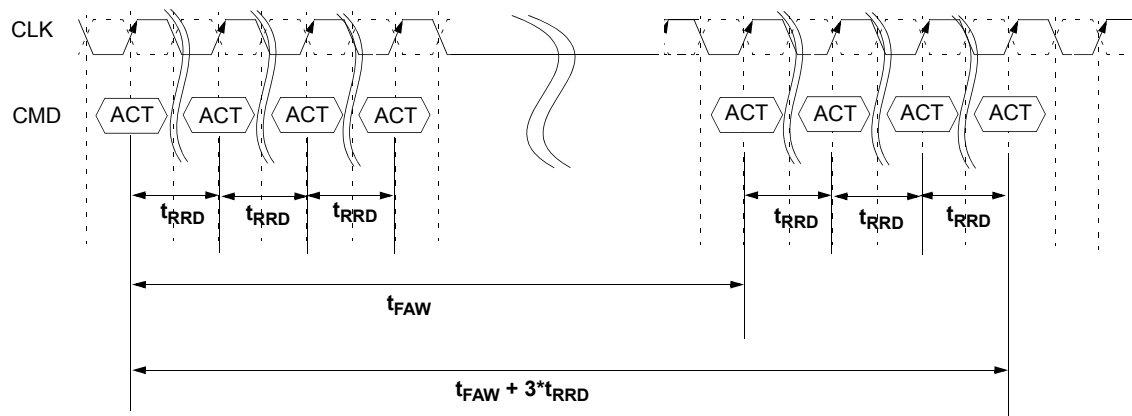 CLK
CMD
ACT ACT ACT ACT ACT ACT ACT ACT
tRRD tRRD tRRD tRRD tRRD tRRD
tFAW
tFAW + 3*tRRD